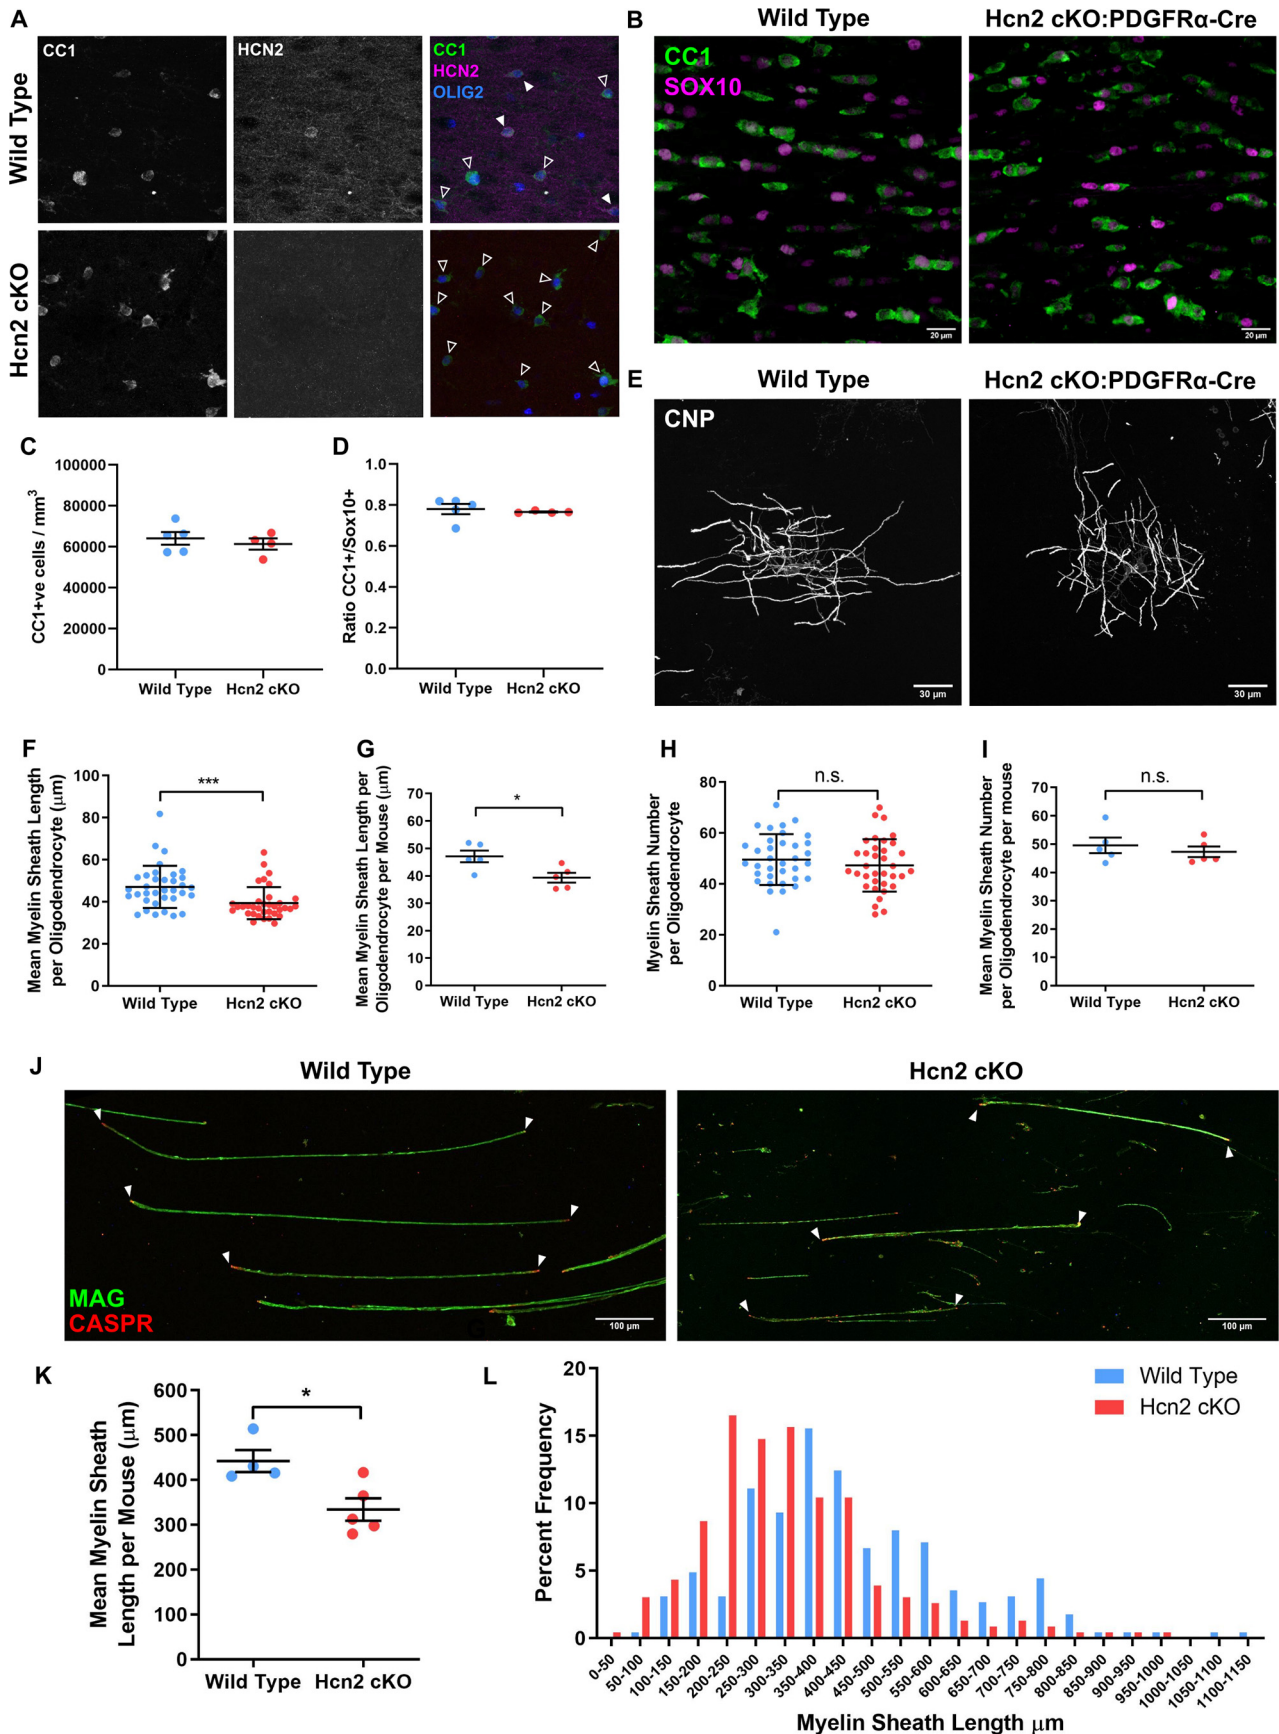 A
CC1
HCN2
CC1
HCN2
OLIG2
Wild Type
Hcn2 cKO
B
Wild Type
Hcn2 cKO:PDGFRα-Cre
CC1
SOX10
20 µm
20 µm
C
CC1+ve cells / mm³
100000
80000
60000
40000
20000
0
Wild Type
Hcn2 cKO
D
Ratio CC1+/Sox10+
1.0
0.8
0.6
0.4
0.2
0.0
Wild Type
Hcn2 cKO
E
Wild Type
Hcn2 cKO:PDGFRα-Cre
CNP
30 µm
30 µm
F
Mean Myelin Sheath Length
per Oligodendrocyte (µm)
100
80
60
40
20
0
***
Wild Type
Hcn2 cKO
G
Mean Myelin Sheath Length per
Oligodendrocyte per Mouse (µm)
70
60
50
40
30
20
10
0
*
Wild Type
Hcn2 cKO
H
Myelin Sheath Number
per Oligodendrocyte
80
60
40
20
0
n.s.
Wild Type
Hcn2 cKO
I
Mean Myelin Sheath Number
per Oligodendrocyte per mouse
70
60
50
40
30
20
10
0
n.s.
Wild Type
Hcn2 cKO
J
Wild Type
Hcn2 cKO
MAG
CASPR
100 µm
100 µm
K
Mean Myelin Sheath
Length per Mouse (µm)
600
500
400
300
200
100
0
*
Wild Type
Hcn2 cKO
L
Percent Frequency
20
15
10
5
0
Wild Type
Hcn2 cKO
0-50
50-100
100-150
150-200
200-250
250-300
300-350
350-400
400-450
450-500
500-550
550-600
600-650
650-700
700-750
750-800
800-850
850-900
900-950
950-1000
1000-1050
1050-1100
1100-1150
Myelin Sheath Length µm